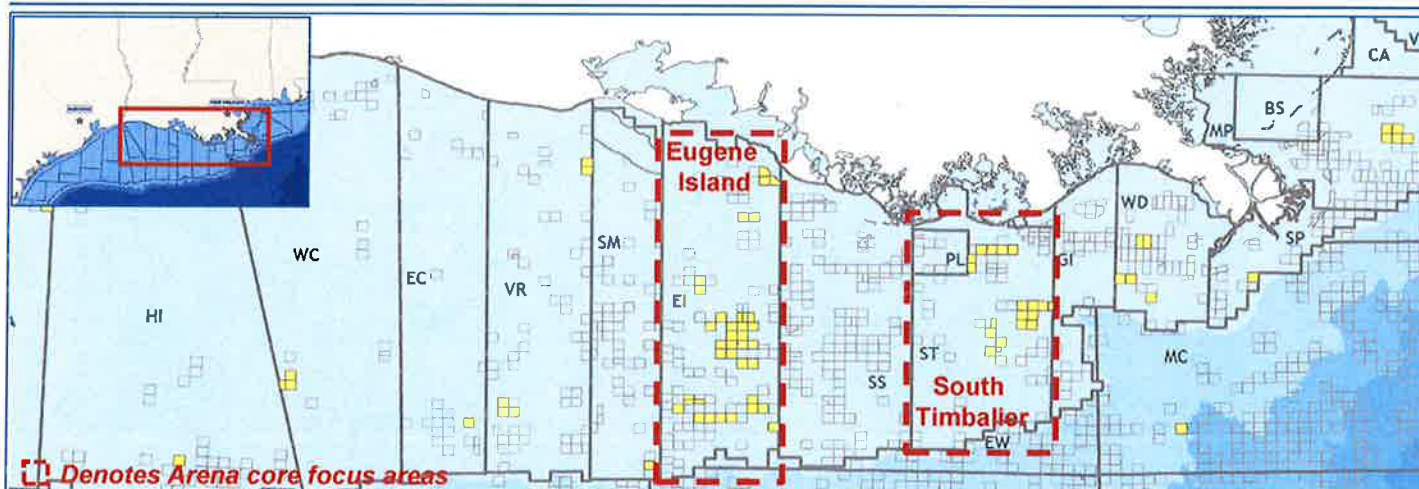 CA
V
BS
MP
Eugene
Island
WD
SM
WC
SP
PL
GI
EC
VR
EI
HI
ST
MC
SS
South
Timbalier
EW
Denotes Arena core focus areas